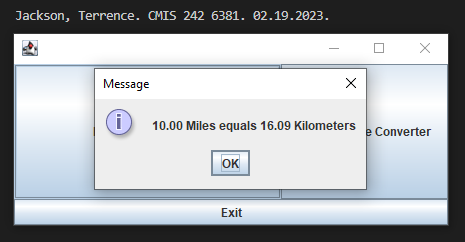 Jackson, Terrence. CMIS 242 6381. 02.19.2023.
Message
10.00 Miles equals 16.09 Kilometers
Converter
OK
Exit